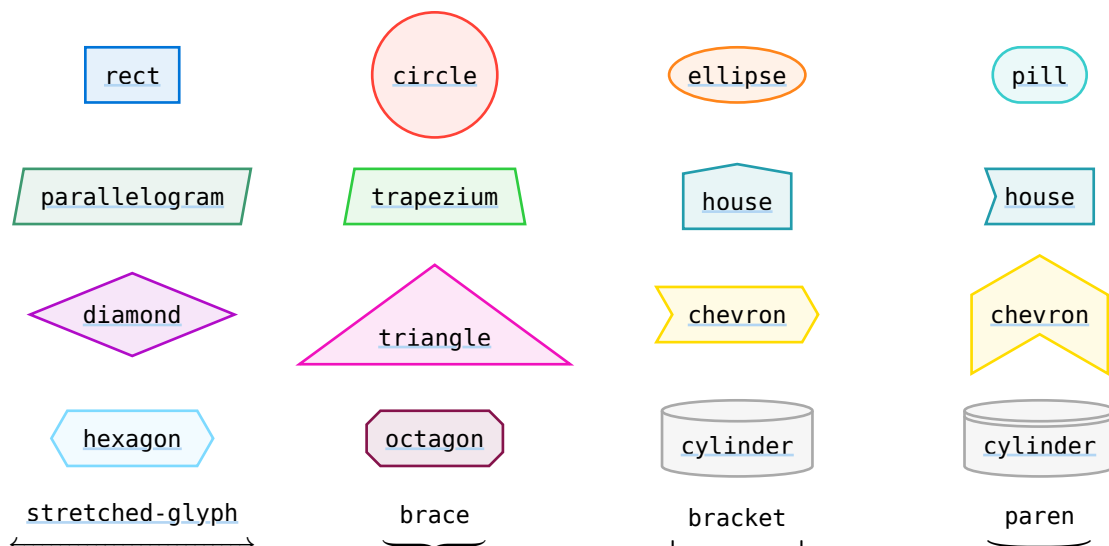 rect circle ellipse pill
parallelogram trapezium house house
diamond triangle chevron chevron
hexagon octagon cylinder cylinder
stretched-glyph brace bracket paren